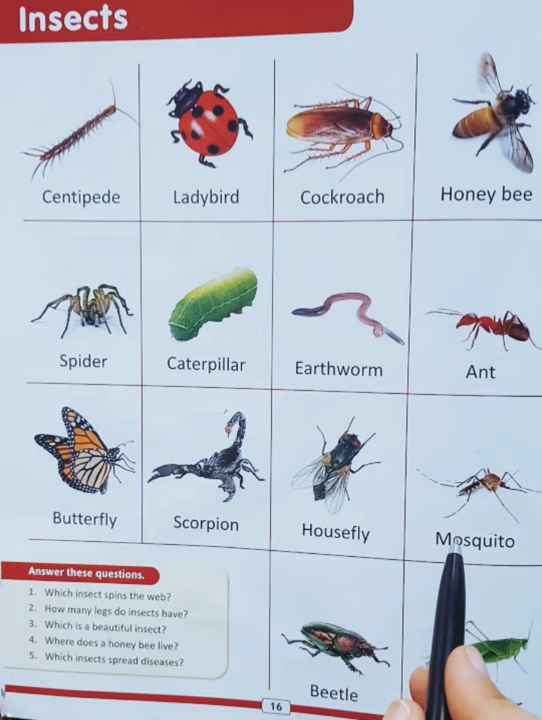 Insects
Centipede Ladybird Cockroach Honey bee
Spider Caterpillar Earthworm Ant
Butterfly Scorpion Housefly Mosquito
Answer these questions.
1. Which insect spins the web?
2. How many legs do insects have?
3. Which is a beautiful insect?
4. Where does a honey bee live?
5. Which insects spread diseases?
Beetle
16